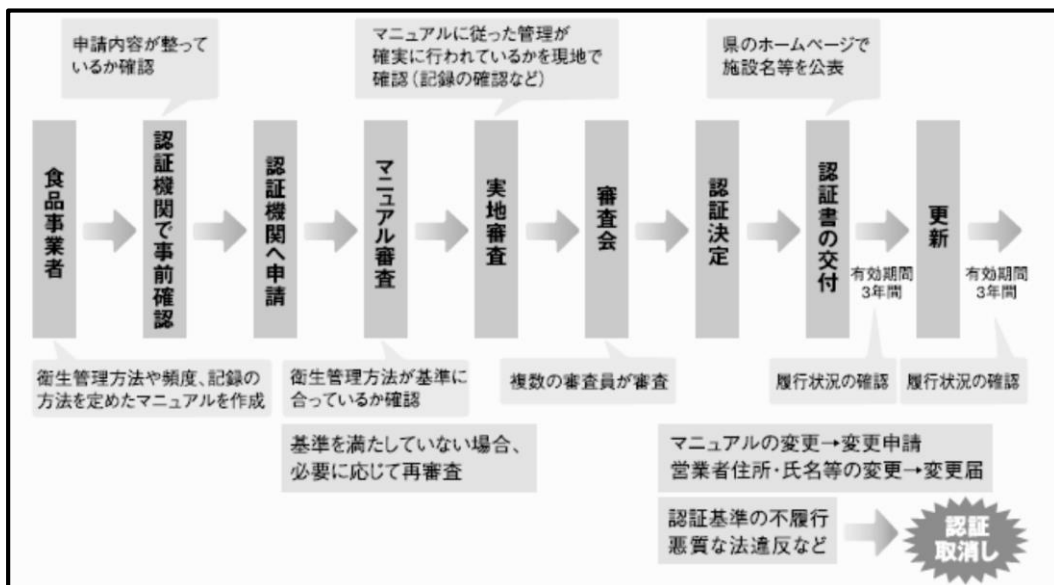 申請内容が整って
いるか確認
マニュアルに従った管理が
確実に行われているかを現地で
確認（記録の確認など）
県のホームページで
施設名等を公表
食品事業者
認証機関で事前確認
認証機関へ申請
マニュアル審査
実地審査
審査会
認証決定
認証書の交付
有効期間
3年間
更新
有効期間
3年間
衛生管理方法や頻度、記録の
方法を定めたマニュアルを作成
衛生管理方法が基準に
合っているか確認
複数の審査員が審査
履行状況の確認
履行状況の確認
基準を満たしていない場合、
必要に応じて再審査
マニュアルの変更→変更申請
営業者住所・氏名等の変更→変更届
認証基準の不履行
悪質な法違反など
認証
取消し